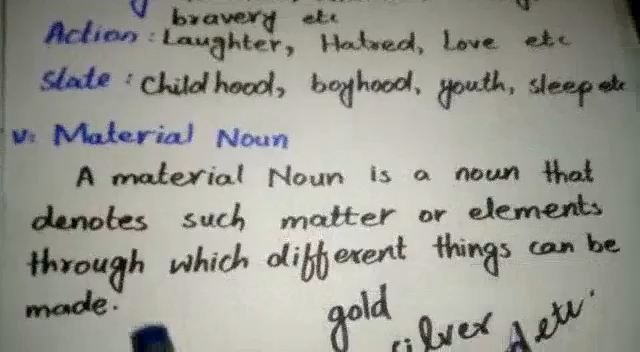 bravery etc
Action : Laughter, Hatred, Love etc
State : Childhood, boyhood, youth, sleep etc
V: Material Noun
A material Noun is a noun that
denotes such matter or elements
through which different things can be
made.
gold
silver